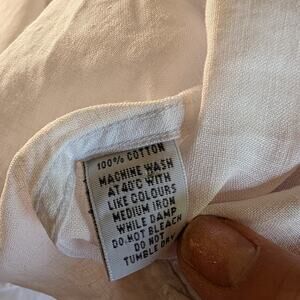 100% COTTON
MACHINE WASH
AT 40°C WITH
LIKE COLOURS
MEDIUM IRON
WHILE DAMP
DO NOT BLEACH
DO NOT
TUMBLE DRY